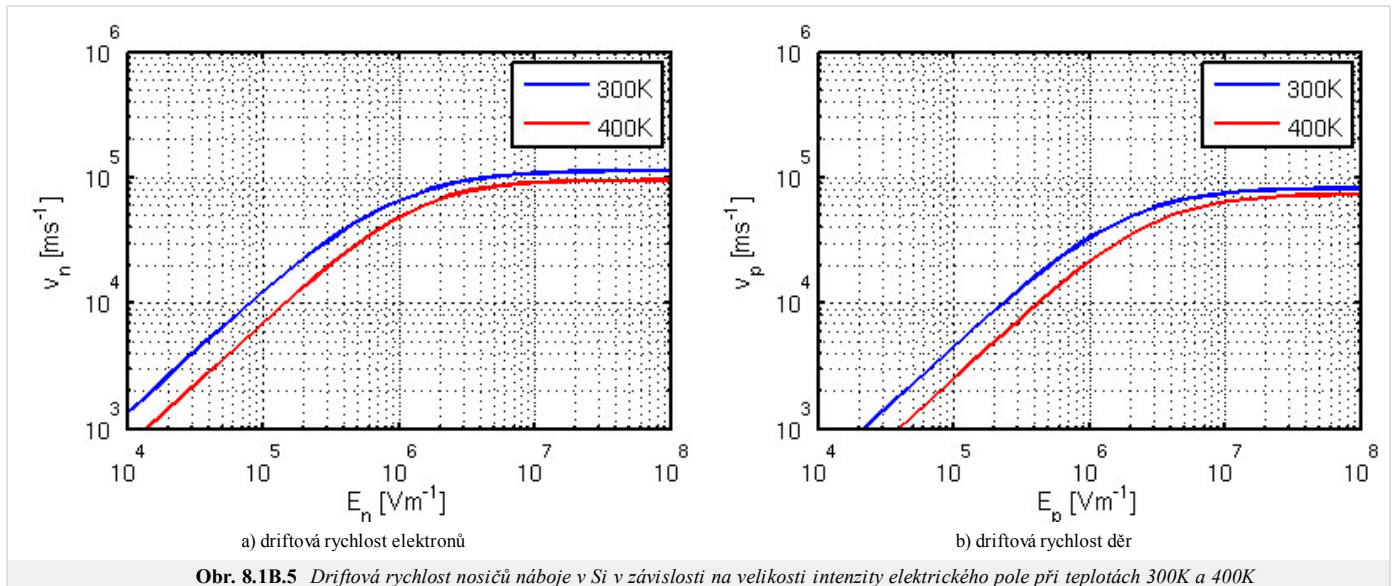 10^6
10^5
10^4
10^3
v_n [ms^-1]
300K
400K
10^4 10^5 10^6 10^7 10^8
E_n [Vm^-1]
a) driftová rychlost elektronů
10^6
10^5
10^4
10^3
v_p [ms^-1]
300K
400K
10^4 10^5 10^6 10^7 10^8
E_p [Vm^-1]
b) driftová rychlost děr
Obr. 8.1B.5 Driftová rychlost nosičů náboje v Si v závislosti na velikosti intenzity elektrického pole při teplotách 300K a 400K